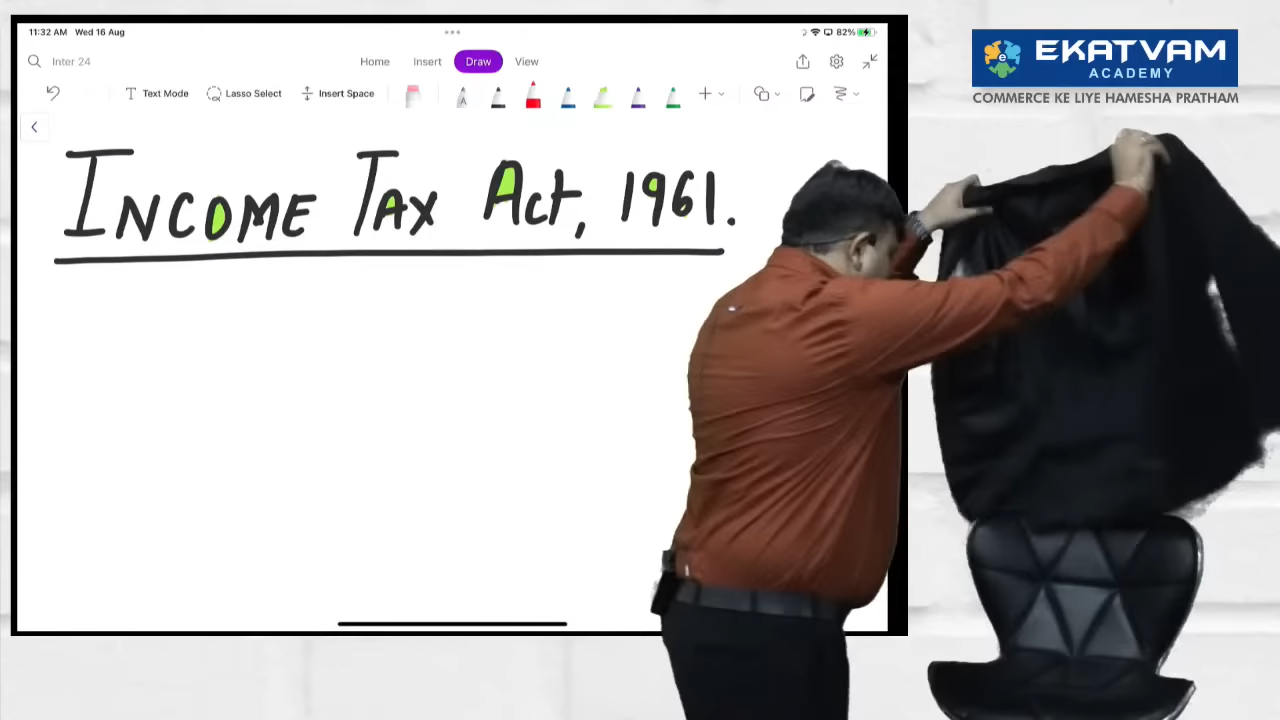 11:32 AM Wed 16 Aug
82%
Inter 24
Home Insert Draw View
Text Mode Lasso Select Insert Space
INCOME TAX Act, 1961.
EKATVAM
ACADEMY
COMMERCE KE LIYE HAMESHA PRATHAM